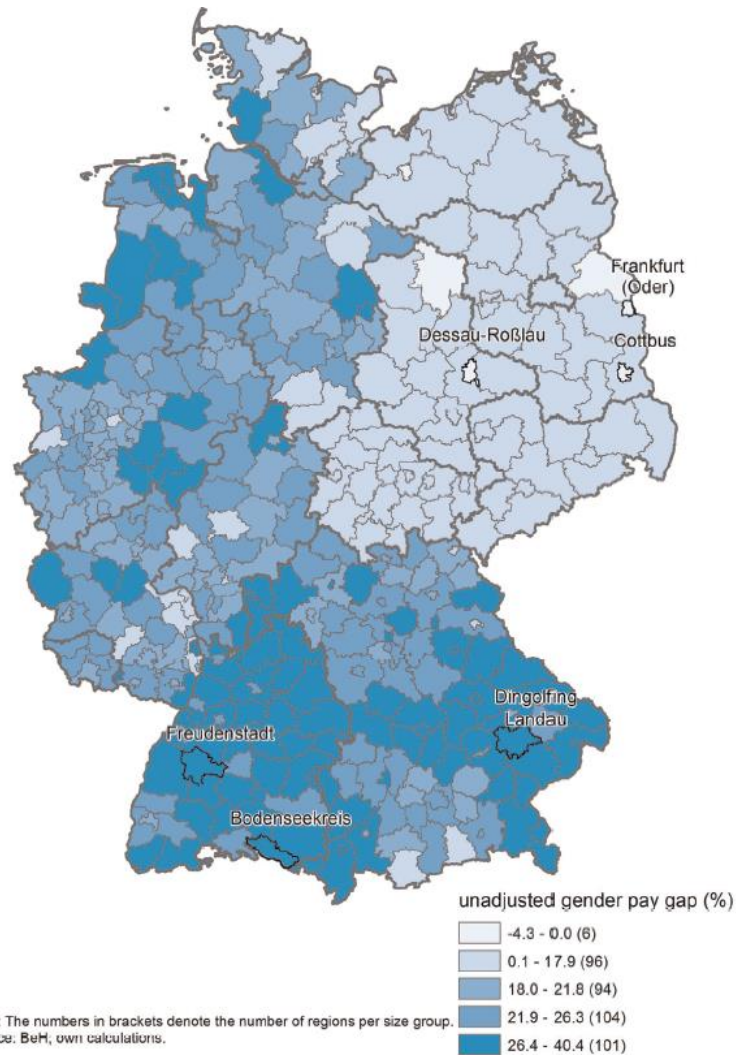 Frankfurt
(Oder)
Dessau-Roßlau
Cottbus
Dingolfing
Landau
Freudenstadt
Bodenseekreis
unadjusted gender pay gap (%)
-4.3 - 0.0 (6)
0.1 - 17.9 (96)
18.0 - 21.8 (94)
21.9 - 26.3 (104)
26.4 - 40.4 (101)
: The numbers in brackets denote the number of regions per size group.
ce: BeH; own calculations.